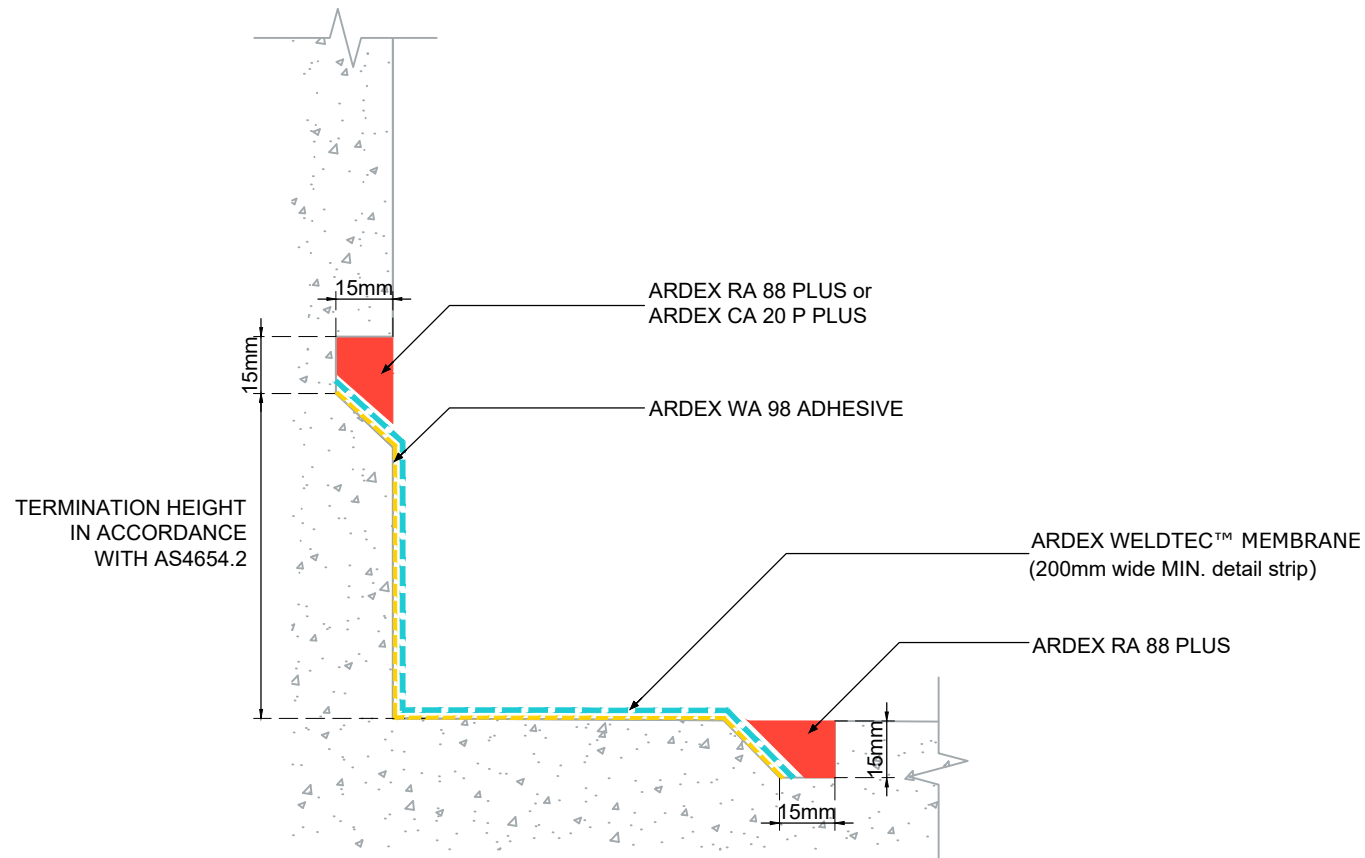 15mm
ARDEX RA 88 PLUS or
ARDEX CA 20 P PLUS
15mm
ARDEX WA 98 ADHESIVE
TERMINATION HEIGHT
IN ACCORDANCE
WITH AS4654.2
ARDEX WELDTEC™ MEMBRANE
(200mm wide MIN. detail strip)
ARDEX RA 88 PLUS
15mm
15mm